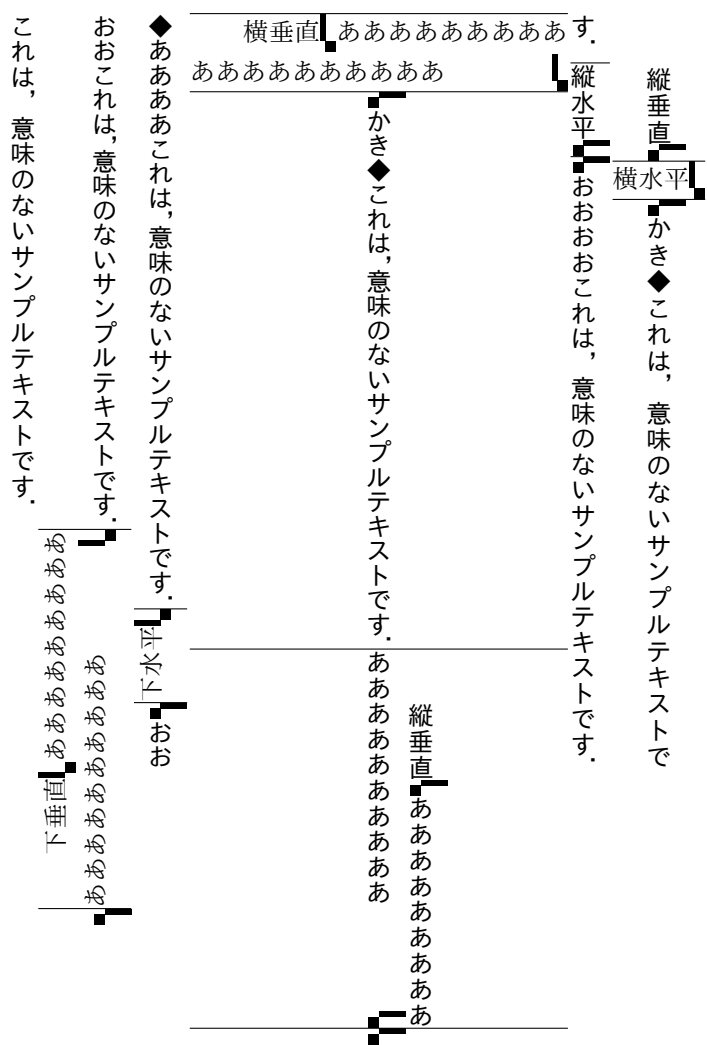 縦垂直
横水平
かき◆これは，意味のないサンプルテキストで
す．
縦水平
おおおおこれは，意味のないサンプルテキストです．
横垂直
あああああああああ
ああああああああああ
かき◆これは，意味のないサンプルテキストです．
縦垂直
あああああああああ
ああああああああああ
◆ああああこれは，意味のないサンプルテキストです．
下水平
おお
おおこれは，意味のないサンプルテキストです．
下垂直
あああああああああ
ああああああああああ
これは，意味のないサンプルテキストです．